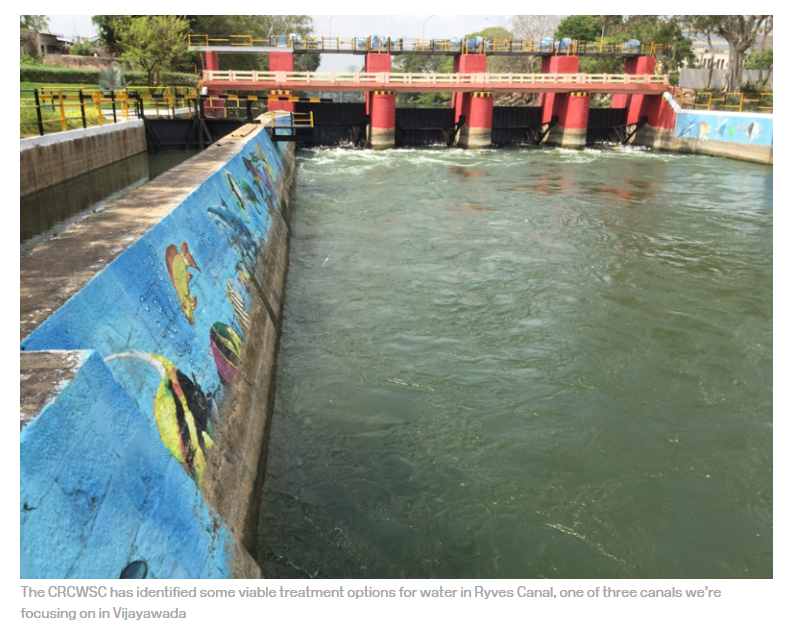 The CRCWSC has identified some viable treatment options for water in Ryves Canal, one of three canals we're
focusing on in Vijayawada